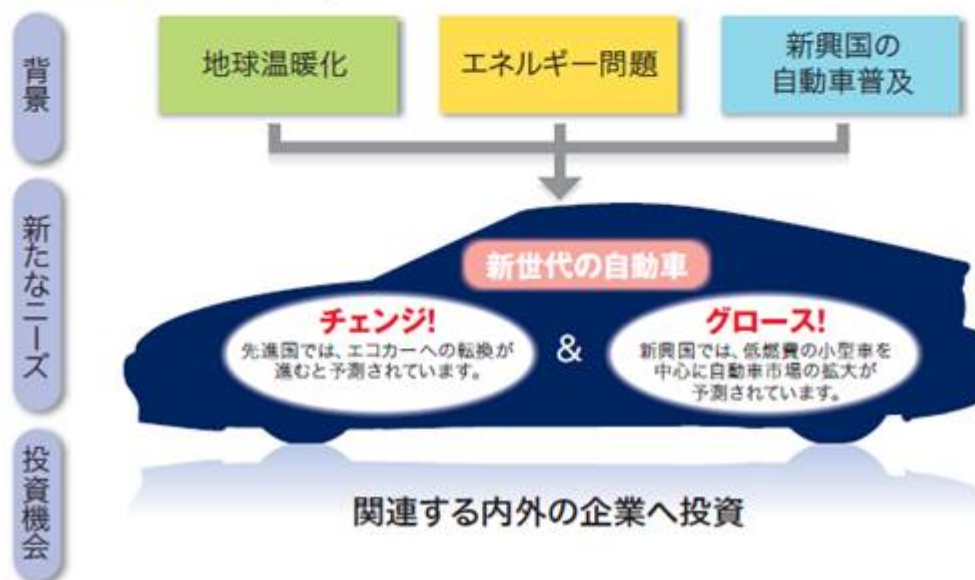 背景
地球温暖化
エネルギー問題
新興国の
自動車普及
新たなニーズ
新世代の自動車
チェンジ!
先進国では、エコカーへの転換が
進むと予測されています。
&
グロース!
新興国では、低燃費の小型車を
中心に自動車市場の拡大が
予測されています。
投資機会
関連する内外の企業へ投資